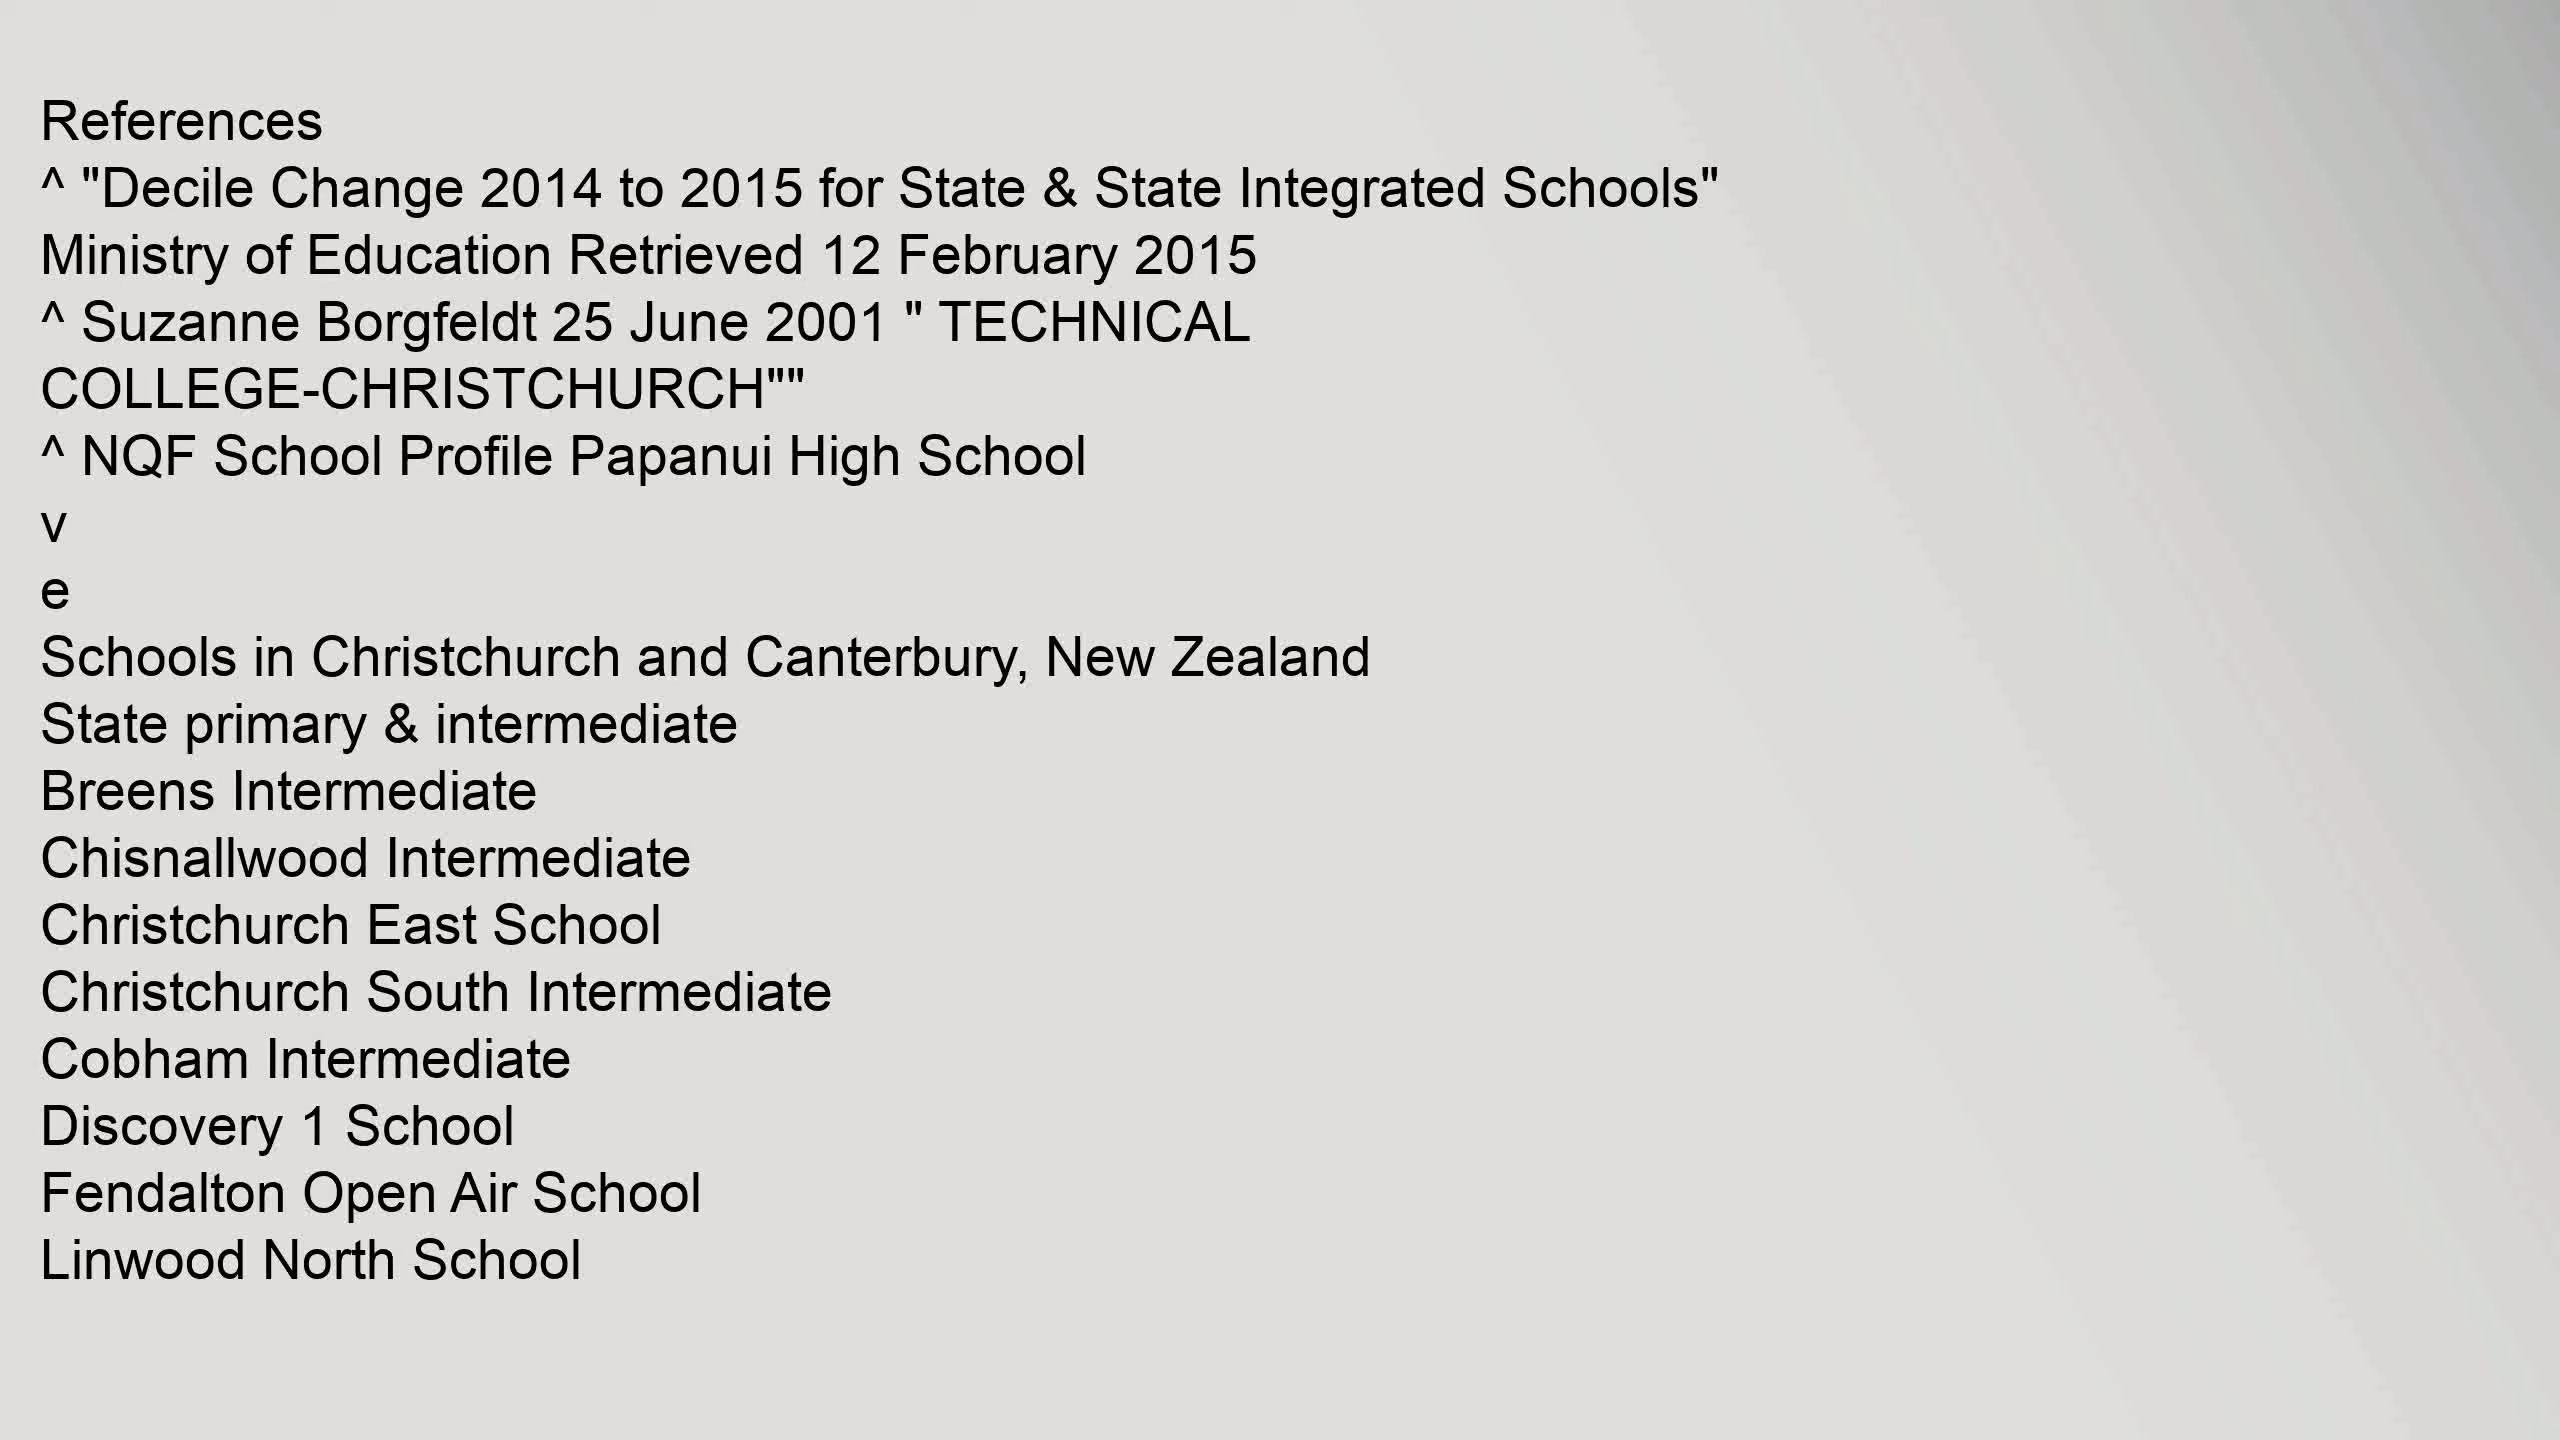 References
^ "Decile Change 2014 to 2015 for State & State Integrated Schools"
Ministry of Education Retrieved 12 February 2015
^ Suzanne Borgfeldt 25 June 2001 " TECHNICAL
COLLEGE-CHRISTCHURCH""
^ NQF School Profile Papanui High School
v
e
Schools in Christchurch and Canterbury, New Zealand
State primary & intermediate
Breens Intermediate
Chisnallwood Intermediate
Christchurch East School
Christchurch South Intermediate
Cobham Intermediate
Discovery 1 School
Fendalton Open Air School
Linwood North School